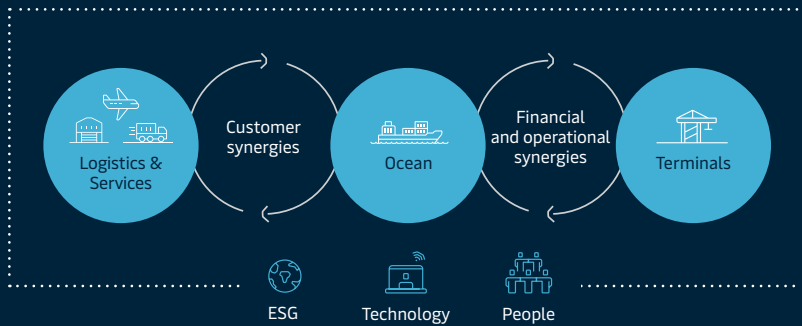 Logistics &
Services
Customer
synergies
Ocean
Financial
and operational
synergies
Terminals
ESG
Technology
People